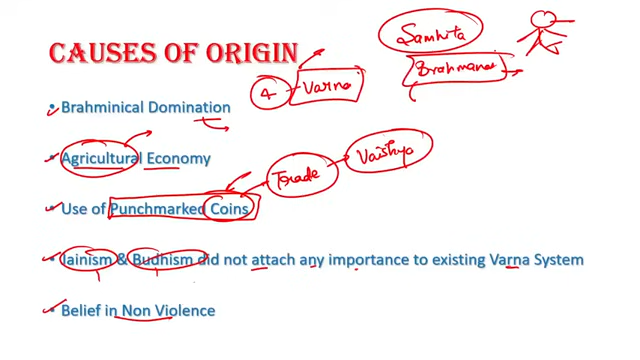 CAUSES OF ORIGIN
Samhita
Brahmanas
4 Varna
• Brahminical Domination
• Agricultural Economy
Trade
Vaishya
• Use of Punchmarked Coins
• Jainism & Budhism did not attach any importance to existing Varna System
• Belief in Non Violence